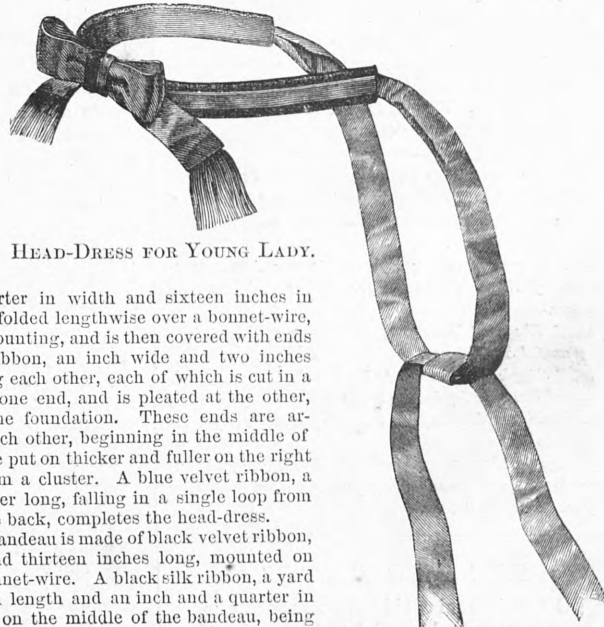 HEAD-DRESS FOR YOUNG LADY.
rter in width and sixteen inches in
folded lengthwise over a bonnet-wire,
ounting, and is then covered with ends
ibbon, an inch wide and two inches
g each other, each of which is cut in a
one end, and is pleated at the other,
ne foundation. These ends are ar-
ch other, beginning in the middle of
e put on thicker and fuller on the right
m a cluster. A blue velvet ribbon, a
er long, falling in a single loop from
back, completes the head-dress.
andeau is made of black velvet ribbon,
nd thirteen inches long, mounted on
nnet-wire. A black silk ribbon, a yard
length and an inch and a quarter in
on the middle of the bandeau, being